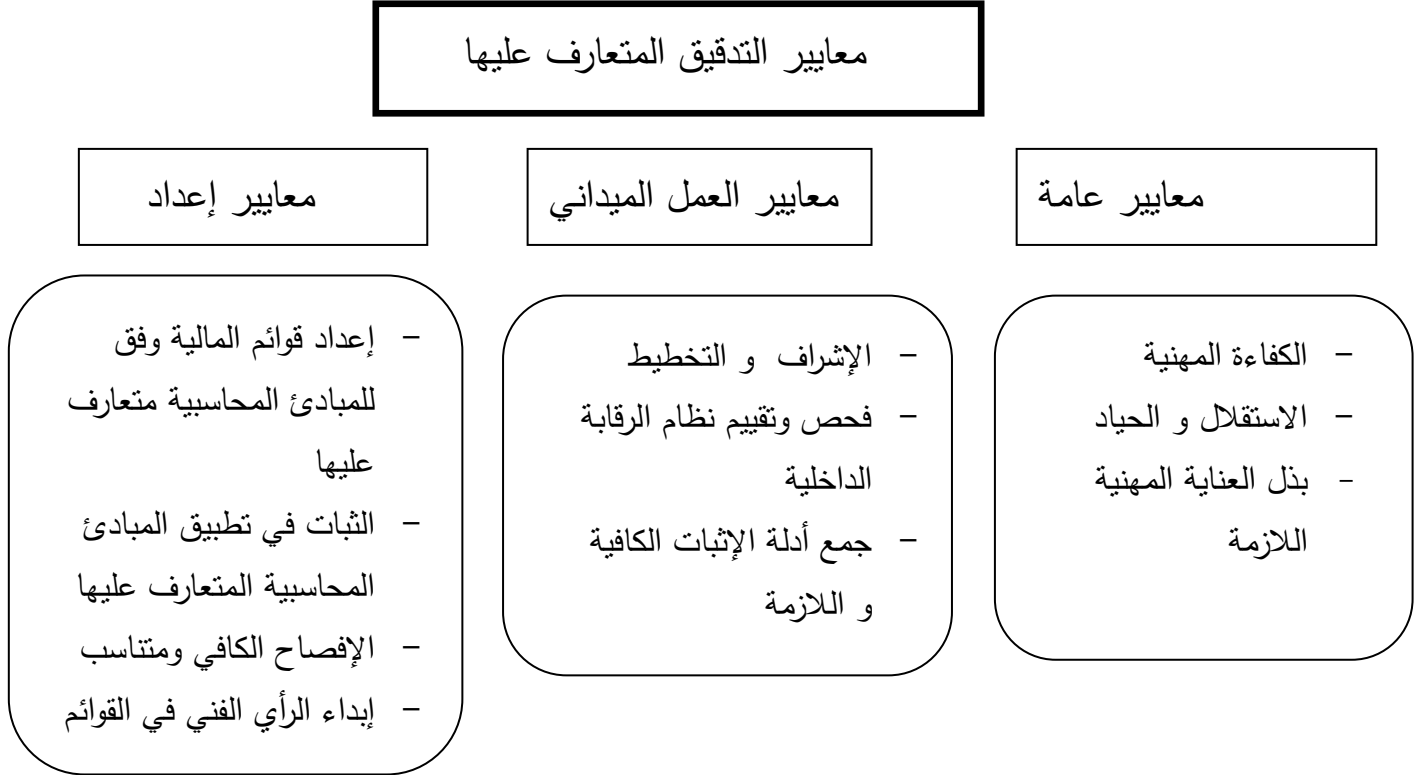 معايير التدقيق المتعارف عليها
معايير عامة
معايير العمل الميداني
معايير إعداد
- الكفاءة المهنية
- الاستقلال و الحياد
- بذل العناية المهنية
اللازمة
- الإشراف و التخطيط
- فحص وتقييم نظام الرقابة
الداخلية
- جمع أدلة الإثبات الكافية
و اللازمة
- إعداد قوائم المالية وفق
للمبادئ المحاسبية متعارف
عليها
- الثبات في تطبيق المبادئ
المحاسبية المتعارف عليها
- الإفصاح الكافي ومتناسب
- إبداء الرأي الفني في القوائم